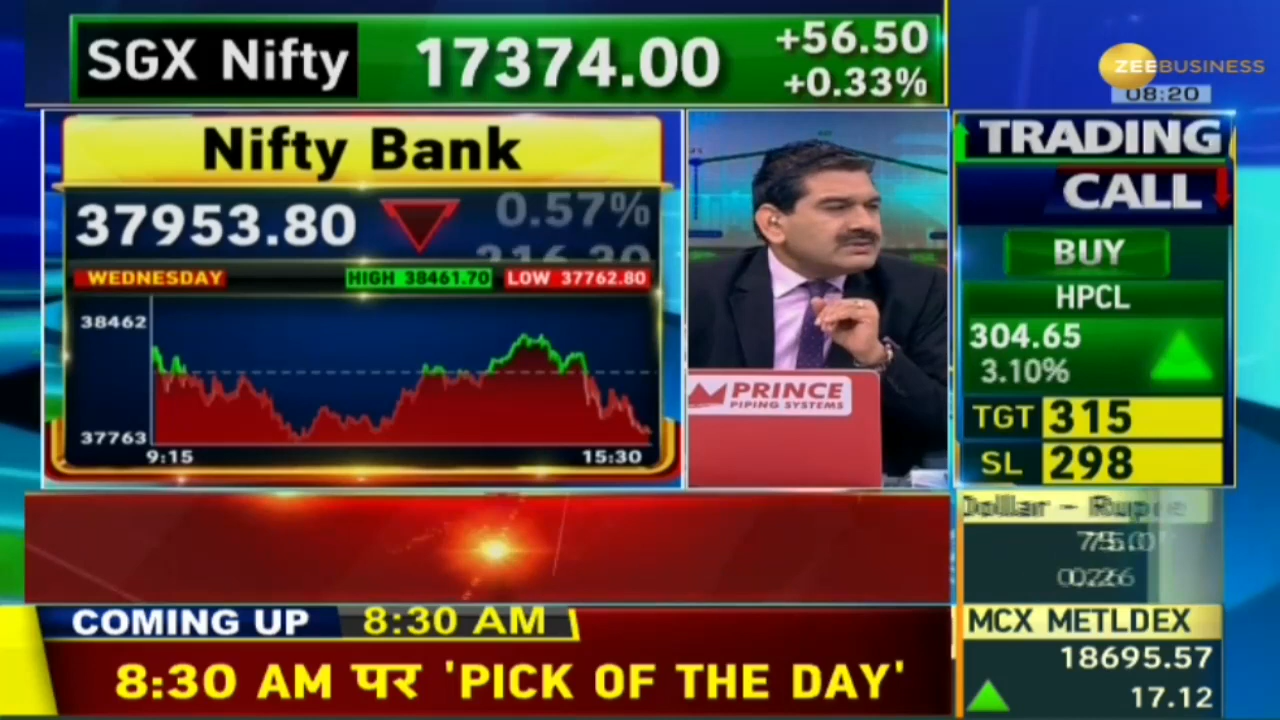 SGX Nifty
17374.00
+56.50
+0.33%
ZEEBUSINESS
08:20
Nifty Bank
37953.80
0.57%
WEDNESDAY
HIGH 38461.70
LOW 37762.80
38462
37763
9:15
15:30
PRINCE
PIPING SYSTEMS
TRADING
CALL
BUY
HPCL
304.65
3.10%
TGT 315
SL 298
Dollar - Rupee
MCX METLDEX
18695.57
17.12
COMING UP 8:30 AM
8:30 AM पर 'PICK OF THE DAY'